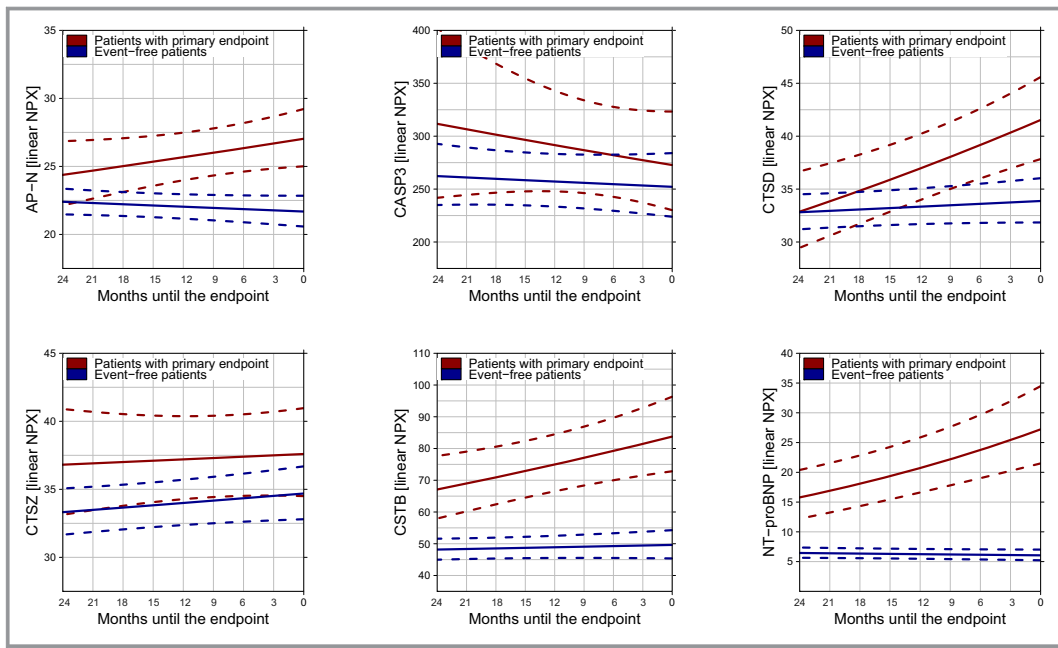 Patients with primary endpoint
Event−free patients
AP−N [linear NPX]
35
30
25
20
24 21 18 15 12 9 6 3 0
Months until the endpoint
Patients with primary endpoint
Event−free patients
CASP3 [linear NPX]
400
350
300
250
200
24 21 18 15 12 9 6 3 0
Months until the endpoint
Patients with primary endpoint
Event−free patients
CTSD [linear NPX]
50
45
40
35
30
24 21 18 15 12 9 6 3 0
Months until the endpoint
Patients with primary endpoint
Event−free patients
CTSZ [linear NPX]
45
40
35
30
24 21 18 15 12 9 6 3 0
Months until the endpoint
Patients with primary endpoint
Event−free patients
CSTB [linear NPX]
110
100
90
80
70
60
50
40
24 21 18 15 12 9 6 3 0
Months until the endpoint
Patients with primary endpoint
Event−free patients
NT−proBNP [linear NPX]
40
35
30
25
20
15
10
5
24 21 18 15 12 9 6 3 0
Months until the endpoint